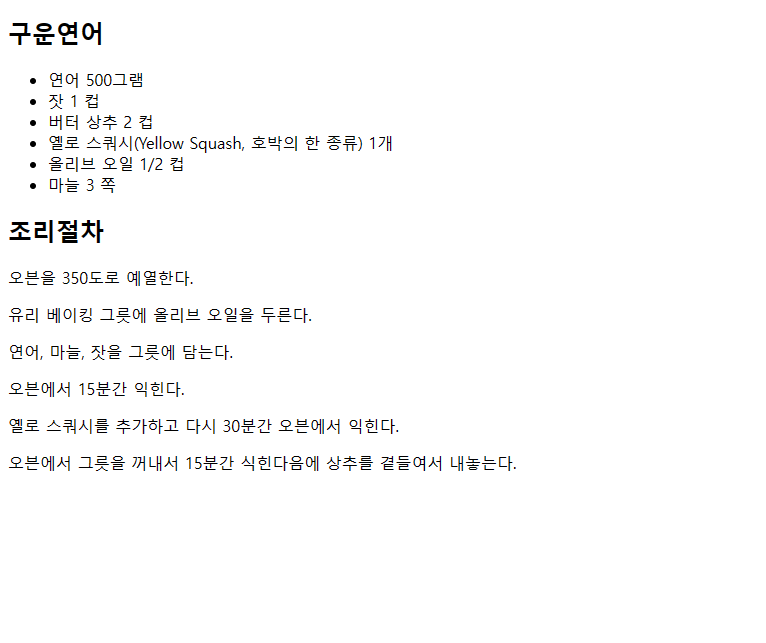 구운연어
연어 500그램
잣 1 컵
버터 상추 2 컵
옐로 스쿼시(Yellow Squash, 호박의 한 종류) 1개
올리브 오일 1/2 컵
마늘 3 쪽
조리절차
오븐을 350도로 예열한다.
유리 베이킹 그릇에 올리브 오일을 두른다.
연어, 마늘, 잣을 그릇에 담는다.
오븐에서 15분간 익힌다.
옐로 스쿼시를 추가하고 다시 30분간 오븐에서 익힌다.
오븐에서 그릇을 꺼내서 15분간 식힌다음에 상추를 곁들여서 내놓는다.